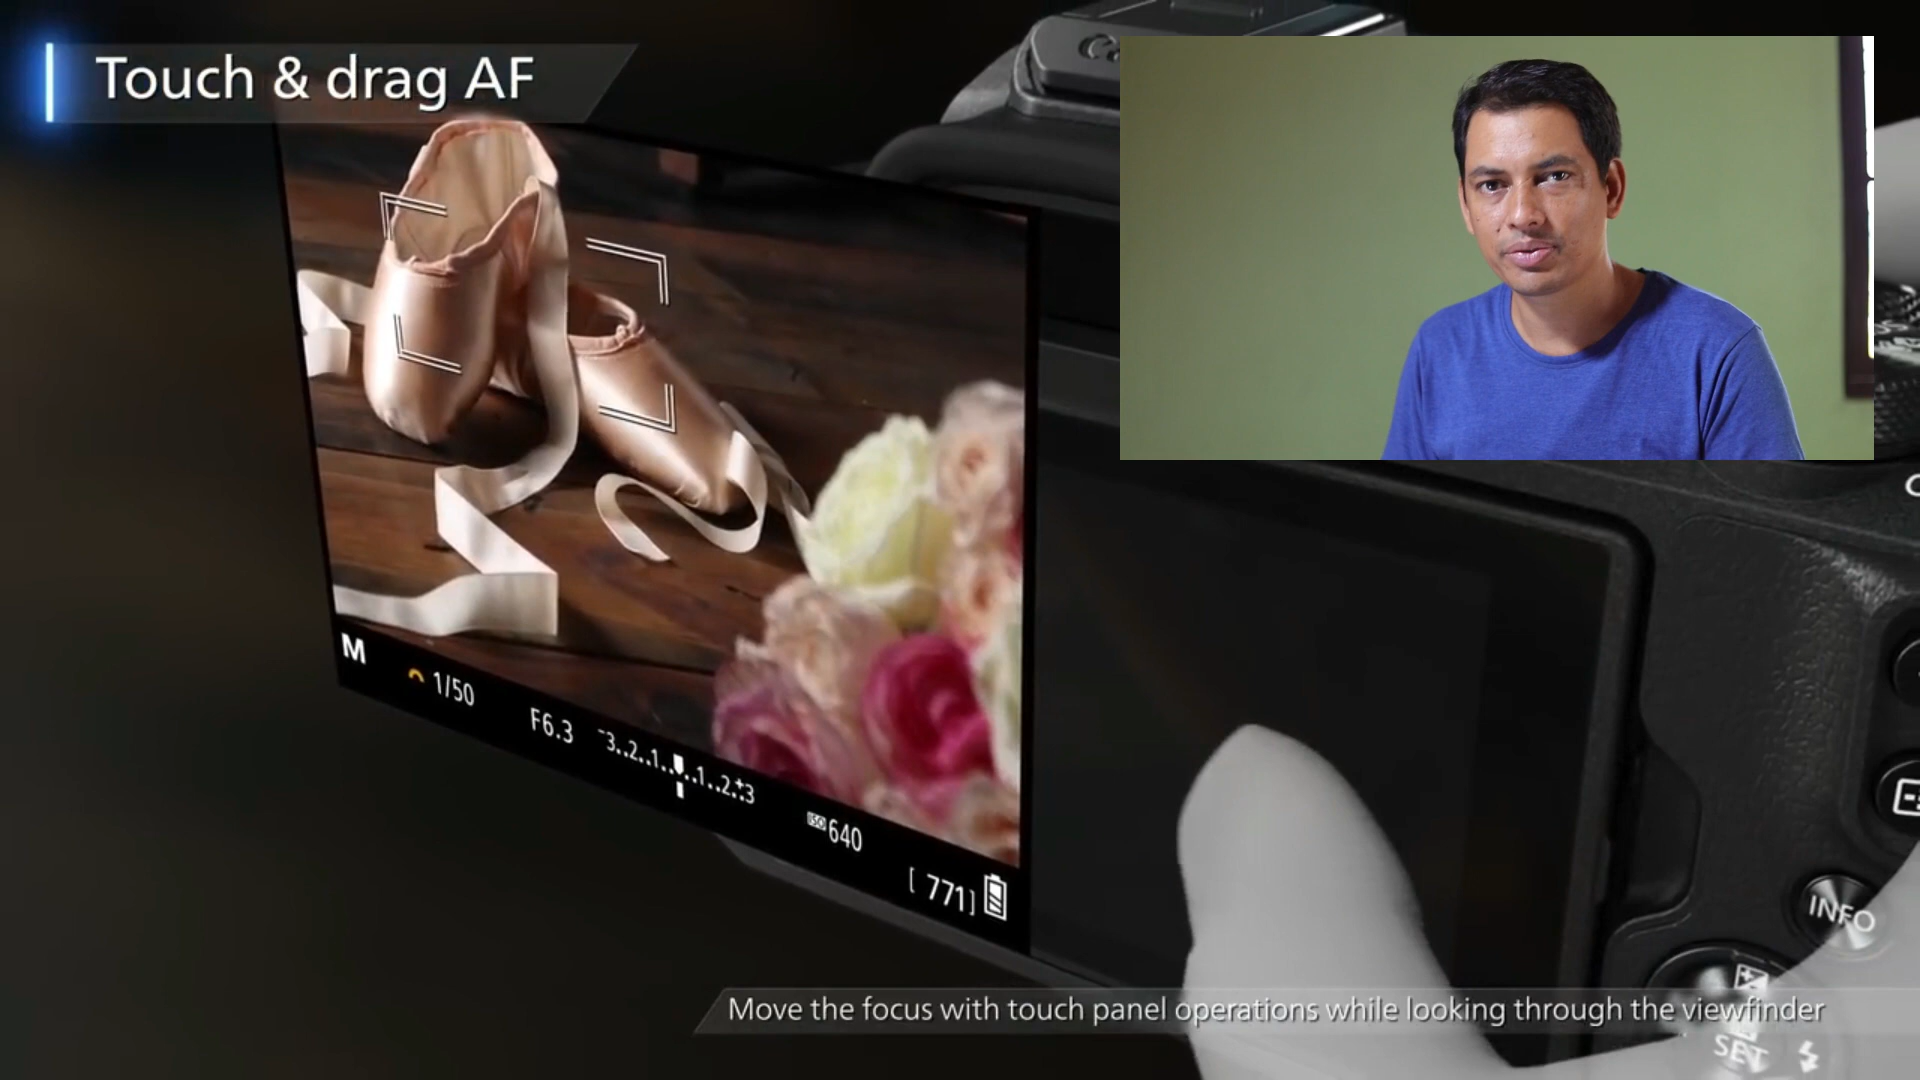 Touch & drag AF
M
1/50
F6.3
-3..2..1..▮..1..2..+3
ISO 640
[ 771]
INFO
Move the focus with touch panel operations while looking through the viewfinder
SET